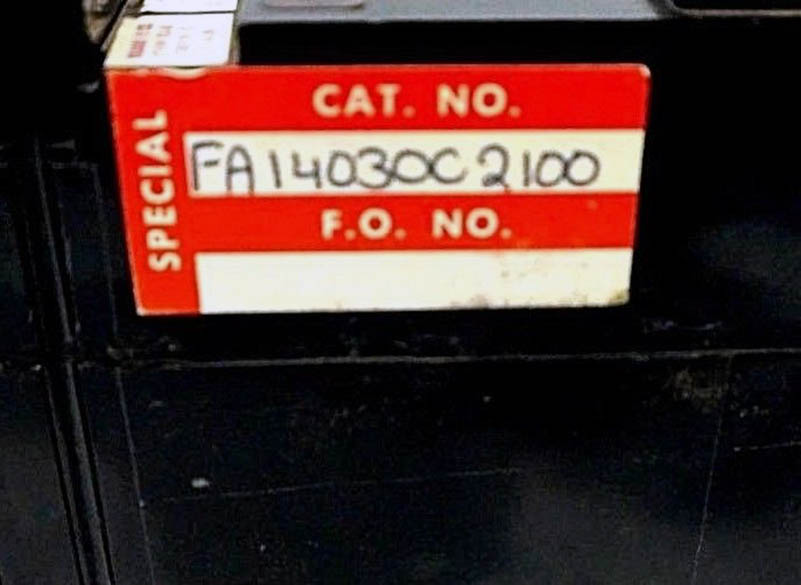 SPECIAL
CAT. NO.
FA14030C2100
F.O. NO.